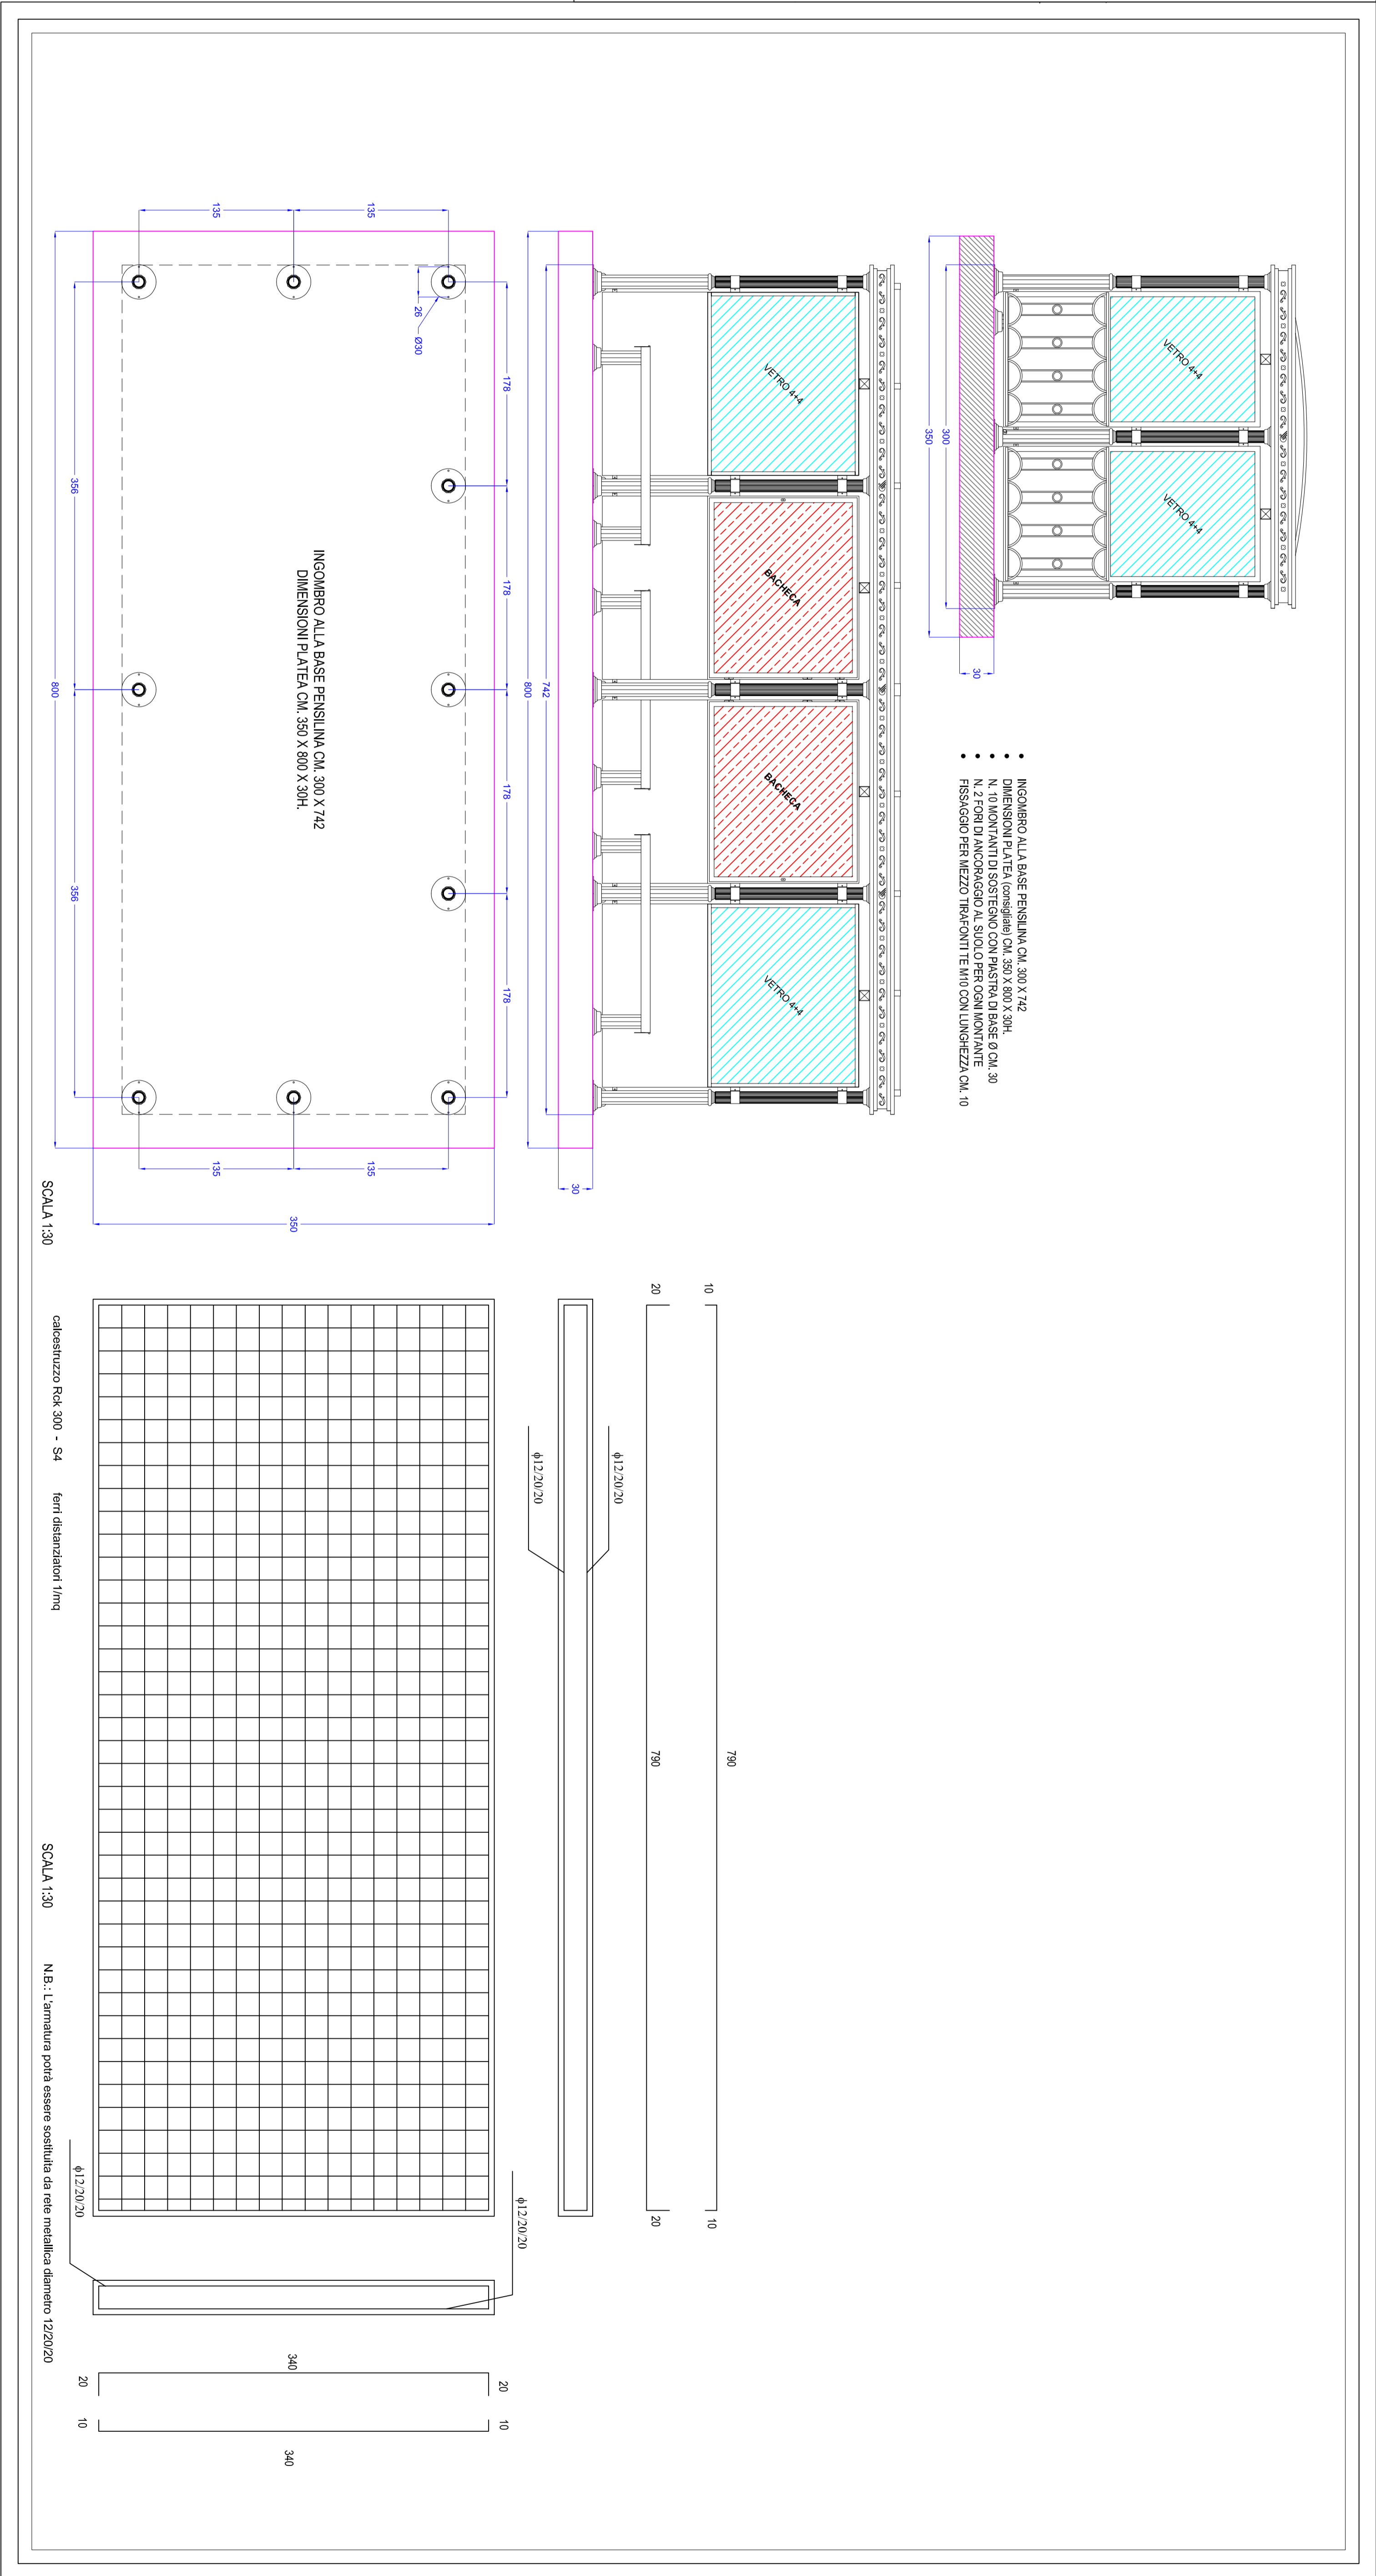 VETRO 4+4
VETRO 4+4
30
300
350
• INGOMBRO ALLA BASE PENSILINA CM. 300 X 742
• DIMENSIONI PLATEA (consigliate) CM. 350 X 800 X 30H.
• N. 10 MONTANTI DI SOSTEGNO CON PIASTRA DI BASE Ø CM. 30
• N. 2 FORI DI ANCORAGGIO AL SUOLO PER OGNI MONTANTE
• FISSAGGIO PER MEZZO TIRAFONTI TE M10 CON LUNGHEZZA CM. 10
VETRO 4+4
BACHECA
BACHECA
VETRO 4+4
30
742
800
178
178
178
178
135
135
26
Ø30
INGOMBRO ALLA BASE PENSILINA CM. 300 X 742
DIMENSIONI PLATEA CM. 350 X 800 X 30H.
135
135
350
356
356
800
SCALA 1:30
790
10
10
20
790
20
ϕ12/20/20
ϕ12/20/20
ϕ12/20/20
ϕ12/20/20
20
10
340
340
20
10
calcestruzzo Rck 300 - S4
ferri distanziatori 1/mq
SCALA 1:30
N.B.: L'armatura potrà essere sostituita da rete metallica diametro 12/20/20